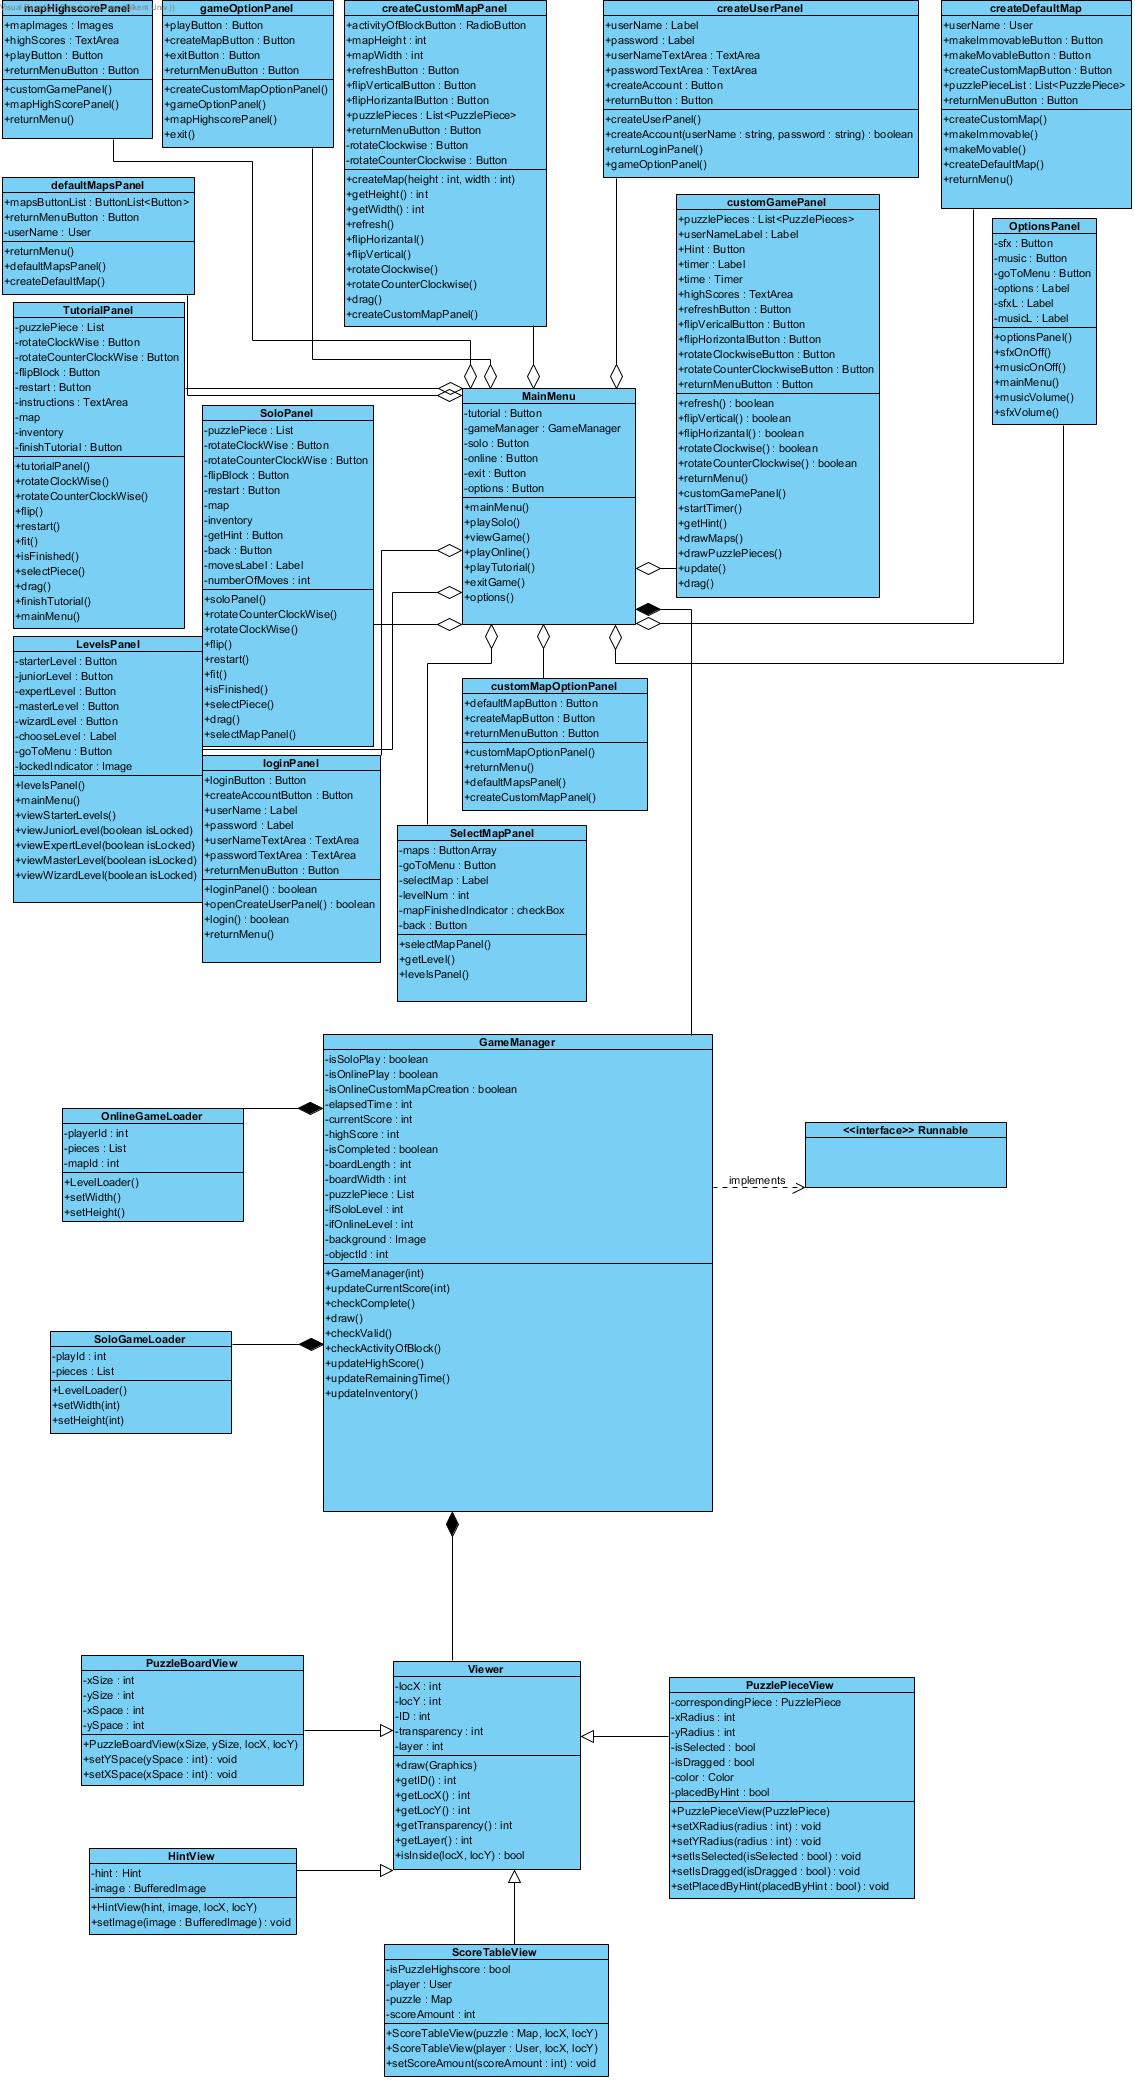 mapHighscorePanel
+mapImages : Images
+highScores : TextArea
+playButton : Button
+returnMenuButton : Button
+customGamePanel()
+mapHighScorePanel()
+returnMenu()
gameOptionPanel
+playButton : Button
+createMapButton : Button
+exitButton : Button
+returnMenuButton : Button
+createCustomMapOptionPanel()
+gameOptionPanel()
+mapHighscorePanel()
+exit()
createCustomMapPanel
+activityOfBlockButton : RadioButton
+mapHeight : int
+mapWidth : int
+refreshButton : Button
+flipVerticalButton : Button
+flipHorizantalButton : Button
+puzzlePieces : List<PuzzlePiece>
+returnMenuButton : Button
-rotateClockwise : Button
-rotateCounterClockwise : Button
+createMap(height : int, width : int)
+getHeight() : int
+getWidth() : int
+refresh()
+flipHorizantal()
+flipVertical()
+rotateClockwise()
+rotateCounterClockwise()
+drag()
+createCustomMapPanel()
createUserPanel
+userName : Label
+password : Label
+userNameTextArea : TextArea
+passwordTextArea : TextArea
+createAccount : Button
+returnButton : Button
+createUserPanel()
+createAccount(userName : string, password : string) : boolean
+returnLoginPanel()
+gameOptionPanel()
createDefaultMap
+userName : User
+makeImmovableButton : Button
+makeMovableButton : Button
+createCustomMapButton : Button
+puzzlePieceList : List<PuzzlePiece>
+returnMenuButton : Button
+createCustomMap()
+makeImmovable()
+makeMovable()
+createDefaultMap()
+returnMenu()
defaultMapsPanel
+mapsButtonList : ButtonList<Button>
+returnMenuButton : Button
-userName : User
+returnMenu()
+defaultMapsPanel()
+createDefaultMap()
customGamePanel
+puzzlePieces : List<PuzzlePieces>
+userNameLabel : Label
+Hint : Button
+timer : Label
+time : Timer
+highScores : TextArea
+refreshButton : Button
+flipVericalButton : Button
+flipHorizontalButton : Button
+rotateClockwiseButton : Button
+rotateCounterClockwiseButton : Button
+returnMenuButton : Button
+refresh() : boolean
+flipVertical() : boolean
+flipHorizantal() : boolean
+rotateClockwise() : boolean
+rotateCounterClockwise() : boolean
+returnMenu()
+customGamePanel()
+startTimer()
+getHint()
+drawMaps()
+drawPuzzlePieces()
+update()
+drag()
OptionsPanel
-sfx : Button
-music : Button
-goToMenu : Button
-options : Label
-sfxL : Label
-musicL : Label
+optionsPanel()
+sfxOnOff()
+musicOnOff()
+mainMenu()
+musicVolume()
+sfxVolume()
TutorialPanel
-puzzlePiece : List
-rotateClockWise : Button
-rotateCounterClockWise : Button
-flipBlock : Button
-restart : Button
-instructions : TextArea
-map
-inventory
-finishTutorial : Button
+tutorialPanel()
+rotateClockWise()
+rotateCounterClockWise()
+flip()
+restart()
+fit()
+isFinished()
+selectPiece()
+drag()
+finishTutorial()
+mainMenu()
SoloPanel
-puzzlePiece : List
-rotateClockWise : Button
-rotateCounterClockWise : Button
-flipBlock : Button
-restart : Button
-map
-inventory
-getHint : Button
-back : Button
-movesLabel : Label
-numberOfMoves : int
+soloPanel()
+rotateCounterClockWise()
+rotateClockWise()
+flip()
+restart()
+fit()
+isFinished()
+selectPiece()
+drag()
+selectMapPanel()
MainMenu
-tutorial : Button
-gameManager : GameManager
-solo : Button
-online : Button
-exit : Button
-options : Button
+mainMenu()
+playSolo()
+viewGame()
+playOnline()
+playTutorial()
+exitGame()
+options()
LevelsPanel
-starterLevel : Button
-juniorLevel : Button
-expertLevel : Button
-masterLevel : Button
-wizardLevel : Button
-chooseLevel : Label
-goToMenu : Button
-lockedIndicator : Image
+levelsPanel()
+mainMenu()
+viewStarterLevels()
+viewJuniorLevel(boolean isLocked)
+viewExpertLevel(boolean isLocked)
+viewMasterLevel(boolean isLocked)
+viewWizardLevel(boolean isLocked)
customMapOptionPanel
+defaultMapButton : Button
+createMapButton : Button
+returnMenuButton : Button
+customMapOptionPanel()
+returnMenu()
+defaultMapsPanel()
+createCustomMapPanel()
loginPanel
+loginButton : Button
+createAccountButton : Button
+userName : Label
+password : Label
+userNameTextArea : TextArea
+passwordTextArea : TextArea
+returnMenuButton : Button
+loginPanel() : boolean
+openCreateUserPanel() : boolean
+login() : boolean
+returnMenu()
SelectMapPanel
-maps : ButtonArray
-goToMenu : Button
-selectMap : Label
-levelNum : int
-mapFinishedIndicator : checkBox
-back : Button
+selectMapPanel()
+getLevel()
+levelsPanel()
GameManager
-isSoloPlay : boolean
-isOnlinePlay : boolean
-isOnlineCustomMapCreation : boolean
-elapsedTime : int
-currentScore : int
-highScore : int
-isCompleted : boolean
-boardLength : int
-boardWidth : int
-puzzlePiece : List
-ifSoloLevel : int
-ifOnlineLevel : int
-background : Image
-objectId : int
+GameManager(int)
+updateCurrentScore(int)
+checkComplete()
+draw()
+checkValid()
+checkActivityOfBlock()
+updateHighScore()
+updateRemainingTime()
+updateInventory()
OnlineGameLoader
-playerId : int
-pieces : List
-mapId : int
+LevelLoader()
+setWidth()
+setHeight()
<<interface>> Runnable
implements
SoloGameLoader
-playId : int
-pieces : List
+LevelLoader()
+setWidth(int)
+setHeight(int)
PuzzleBoardView
-xSize : int
-ySize : int
-xSpace : int
-ySpace : int
+PuzzleBoardView(xSize, ySize, locX, locY)
+setYSpace(ySpace : int) : void
+setXSpace(xSpace : int) : void
Viewer
-locX : int
-locY : int
-ID : int
-transparency : int
-layer : int
+draw(Graphics)
+getID() : int
+getLocX() : int
+getLocY() : int
+getTransparency() : int
+getLayer() : int
+isInside(locX, locY) : bool
PuzzlePieceView
-correspondingPiece : PuzzlePiece
-xRadius : int
-yRadius : int
-isSelected : bool
-isDragged : bool
-color : Color
-placedByHint : bool
+PuzzlePieceView(PuzzlePiece)
+setXRadius(radius : int) : void
+setYRadius(radius : int) : void
+setIsSelected(isSelected : bool) : void
+setIsDragged(isDragged : bool) : void
+setPlacedByHint(placedByHint : bool) : void
HintView
-hint : Hint
-image : BufferedImage
+HintView(hint, image, locX, locY)
+setImage(image : BufferedImage) : void
ScoreTableView
-isPuzzleHighscore : bool
-player : User
-puzzle : Map
-scoreAmount : int
+ScoreTableView(puzzle : Map, locX, locY)
+ScoreTableView(player : User, locX, locY)
+setScoreAmount(scoreAmount : int) : void